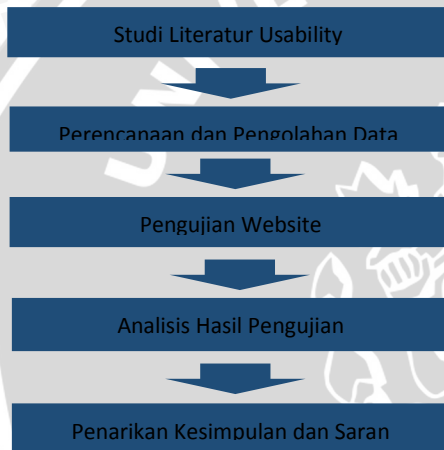 Studi Literatur Usability
Perencanaan dan Pengolahan Data
Pengujian Website
Analisis Hasil Pengujian
Penarikan Kesimpulan dan Saran